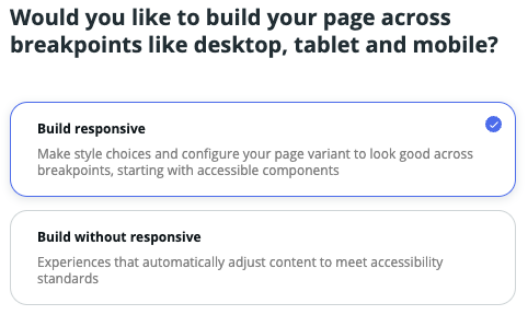 Would you like to build your page across
breakpoints like desktop, tablet and mobile?
Build responsive
Make style choices and configure your page variant to look good across
breakpoints, starting with accessible components
Build without responsive
Experiences that automatically adjust content to meet accessibility
standards